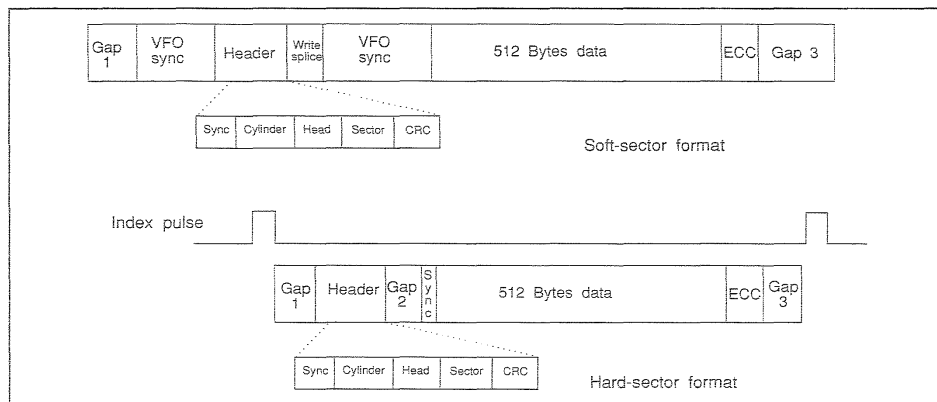 Gap 1 VFO sync Header Write splice VFO sync 512 Bytes data ECC Gap 3
Sync Cylinder Head Sector CRC
Soft-sector format
Index pulse
Gap 1 Header Gap 2 Sync 512 Bytes data ECC Gap 3
Sync Cylinder Head Sector CRC
Hard-sector format